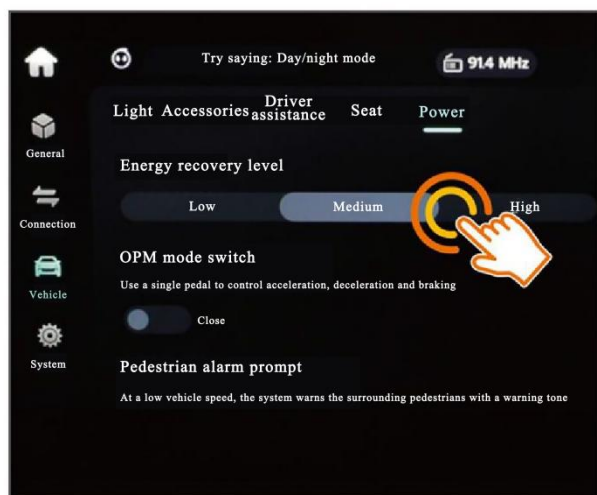 Try saying: Day/night mode
91.4 MHz
Light Accessories Driver assistance Seat Power
General
Energy recovery level
Low Medium High
Connection
OPM mode switch
Use a single pedal to control acceleration, deceleration and braking
Vehicle
Close
System
Pedestrian alarm prompt
At a low vehicle speed, the system warns the surrounding pedestrians with a warning tone